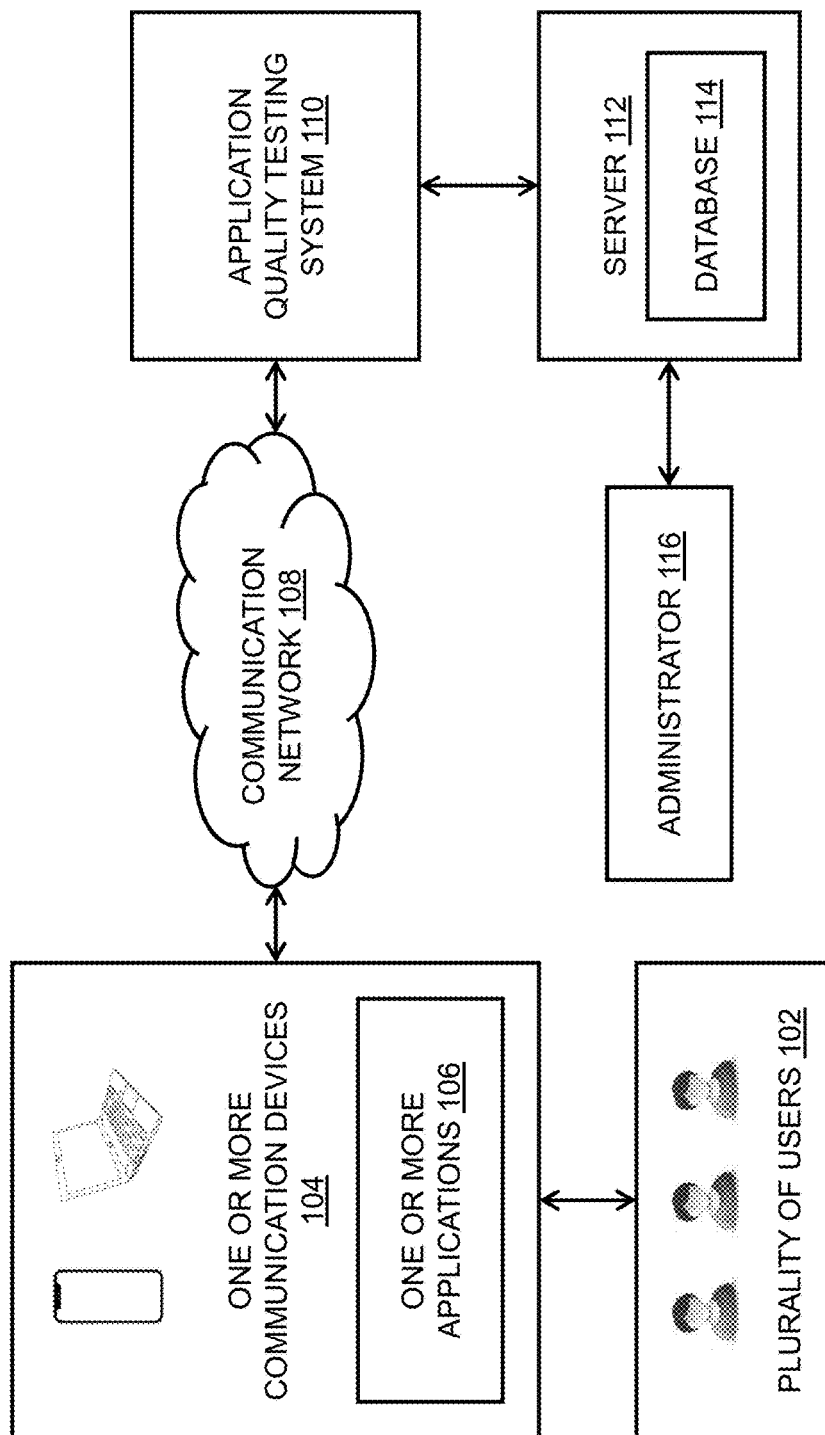 ONE OR MORE
COMMUNICATION DEVICES
104
ONE OR MORE
APPLICATIONS 106
PLURALITY OF USERS 102
COMMUNICATION
NETWORK 108
APPLICATION
QUALITY TESTING
SYSTEM 110
SERVER 112
DATABASE 114
ADMINISTRATOR 116